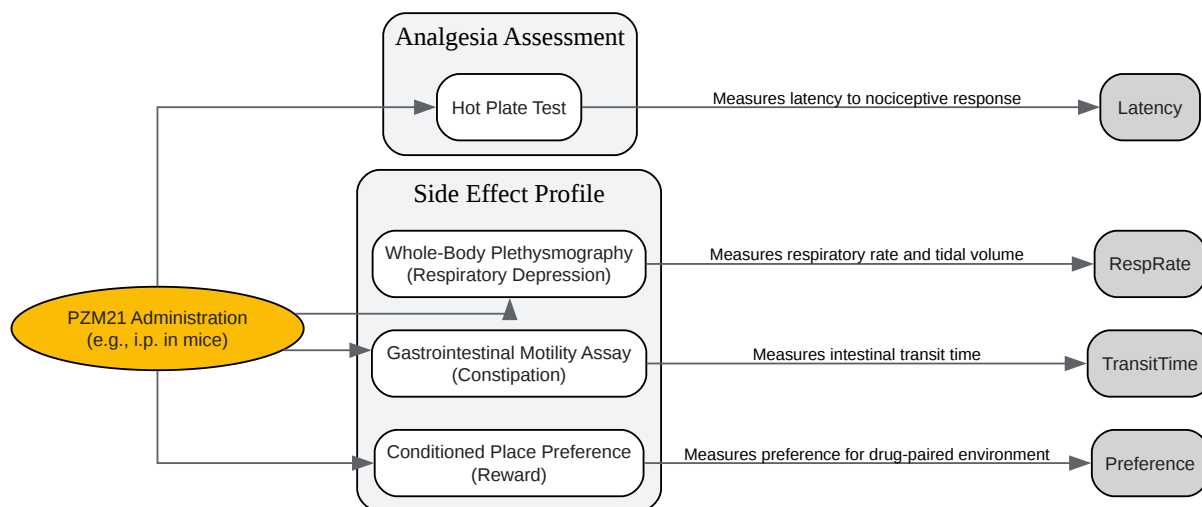 Analgesia Assessment
Hot Plate Test
Measures latency to nociceptive response
Latency
Side Effect Profile
Whole-Body Plethysmography
(Respiratory Depression)
Measures respiratory rate and tidal volume
RespRate
PZM21 Administration
(e.g., i.p. in mice)
Gastrointestinal Motility Assay
(Constipation)
Measures intestinal transit time
TransitTime
Conditioned Place Preference
(Reward)
Measures preference for drug-paired environment
Preference